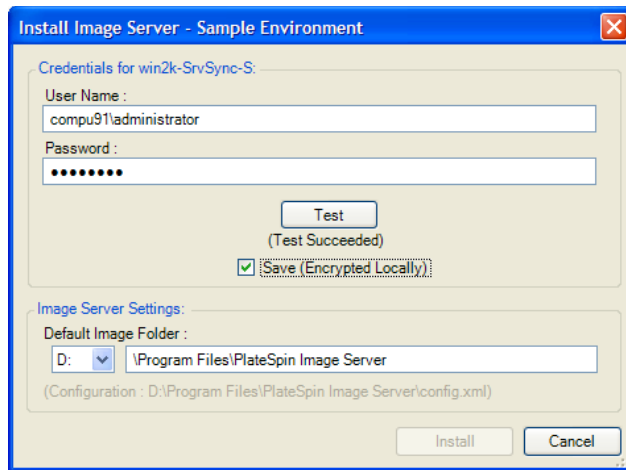 Install Image Server - Sample Environment
Credentials for win2k-SrvSync-S:
User Name :
compu91\administrator
Password :
••••••••
Test
(Test Succeeded)
Save (Encrypted Locally)
Image Server Settings:
Default Image Folder :
D: \Program Files\PlateSpin Image Server
(Configuration : D:\Program Files\PlateSpin Image Server\config.xml)
Install Cancel